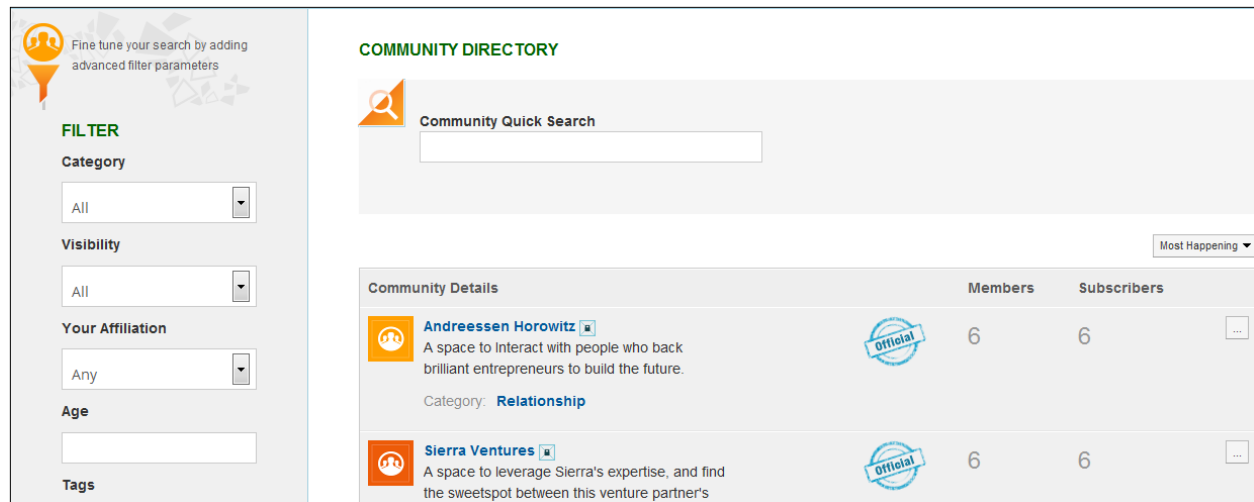 Fine tune your search by adding
advanced filter parameters
FILTER
Category
All
Visibility
All
Your Affiliation
Any
Age
Tags
COMMUNITY DIRECTORY
Community Quick Search
Most Happening
Community Details Members Subscribers
Andreessen Horowitz
Official 6 6 ...
A space to Interact with people who back
brilliant entrepreneurs to build the future.
Category: Relationship
Sierra Ventures
Official 6 6 ...
A space to leverage Sierra's expertise, and find
the sweetspot between this venture partner's